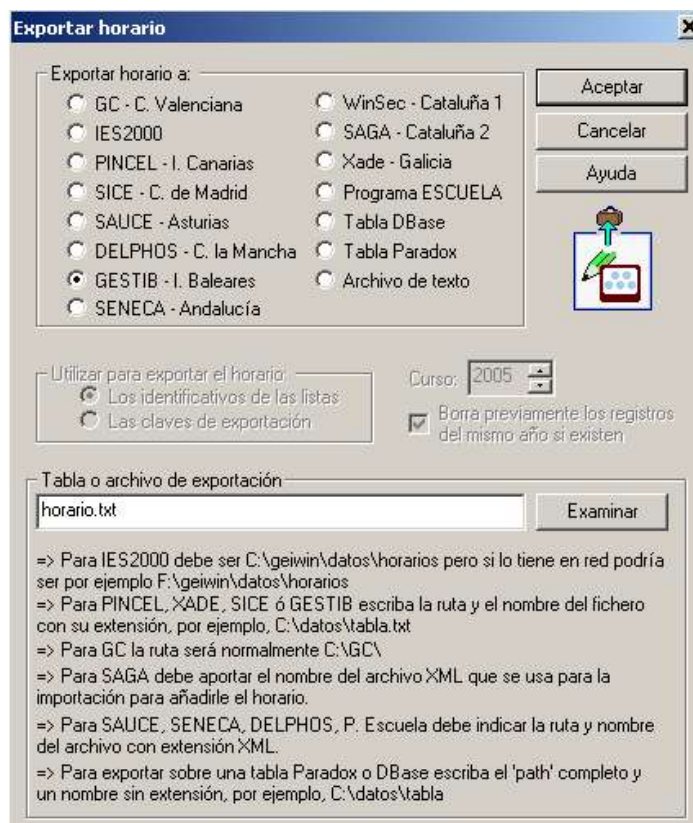 Exportar horario
Exportar horario a:
GC - C. Valenciana
IES2000
PINCEL - I. Canarias
SICE - C. de Madrid
SAUCE - Asturias
DELPHOS - C. la Mancha
GESTIB - I. Baleares
SENECA - Andalucía
WinSec - Cataluña 1
SAGA - Cataluña 2
Xade - Galicia
Programa ESCUELA
Tabla DBase
Tabla Paradox
Archivo de texto
Aceptar
Cancelar
Ayuda
Utilizar para exportar el horario:
Los identificativos de las listas
Las claves de exportación
Curso: 2005
Borra previamente los registros
del mismo año si existen
Tabla o archivo de exportación
horario.txt
Examinar
=> Para IES2000 debe ser C:\geiwin\datos\horarios pero si lo tiene en red podría
ser por ejemplo F:\geiwin\datos\horarios
=> Para PINCEL, XADE, SICE ó GESTIB escriba la ruta y el nombre del fichero
con su extensión, por ejemplo, C:\datos\tabla.txt
=> Para GC la ruta será normalmente C:\GC\
=> Para SAGA debe aportar el nombre del archivo XML que se usa para la
importación para añadirle el horario.
=> Para SAUCE, SENECA, DELPHOS, P. Escuela debe indicar la ruta y nombre
del archivo con extensión XML.
=> Para exportar sobre una tabla Paradox o DBase escriba el 'path' completo y
un nombre sin extensión, por ejemplo, C:\datos\tabla